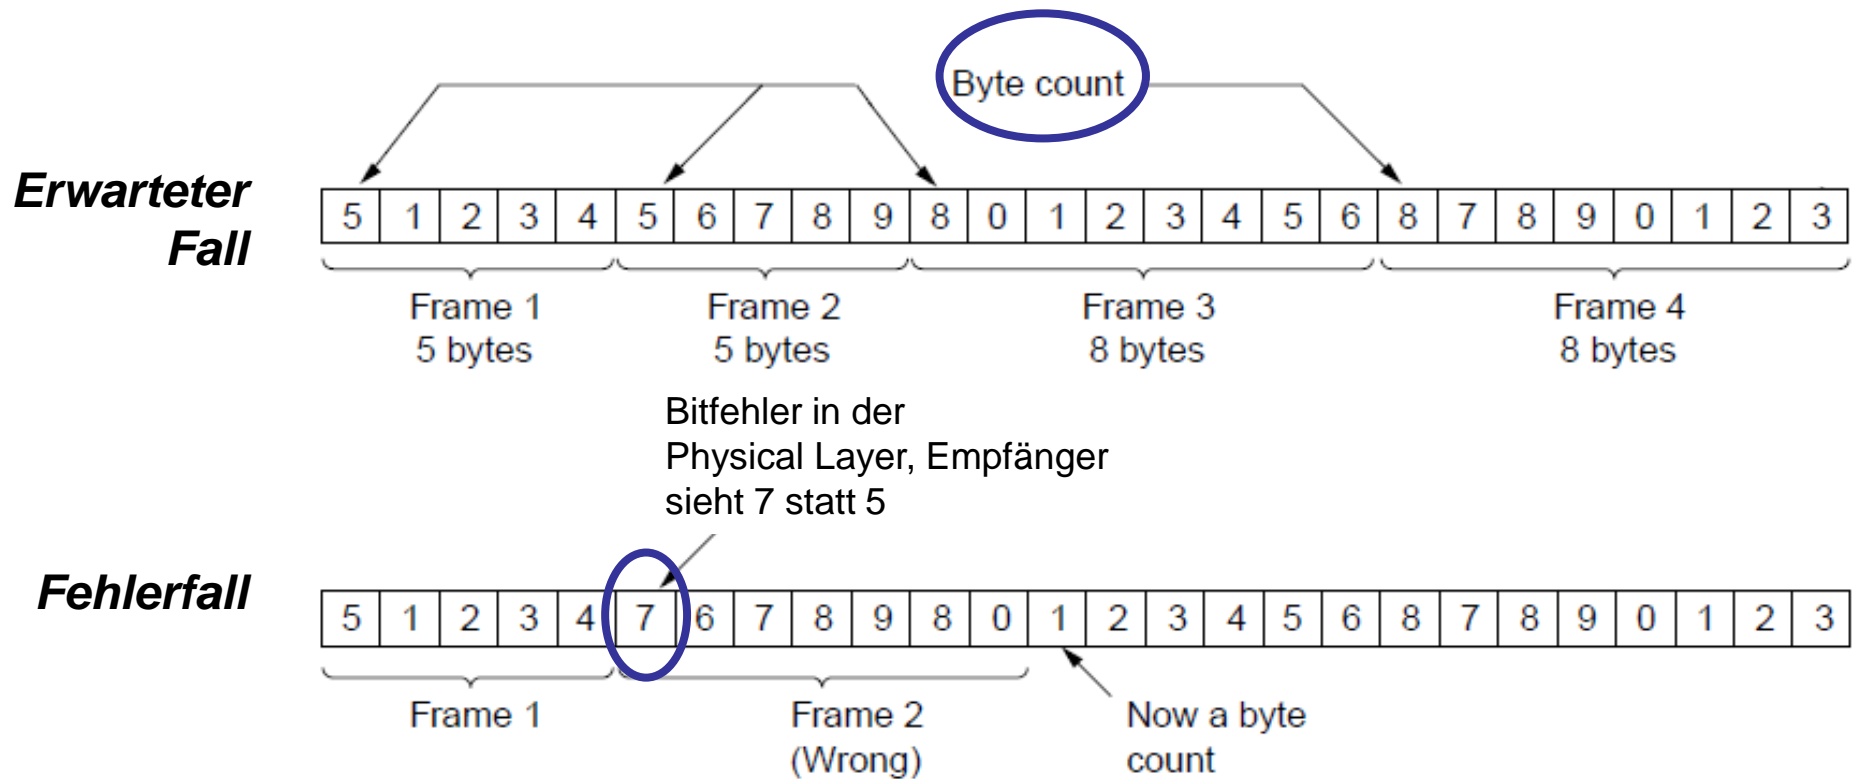 Byte count
Erwarteter
Fall
5 1 2 3 4 5 6 7 8 9 8 0 1 2 3 4 5 6 8 7 8 9 0 1 2 3
Frame 1
5 bytes
Frame 2
5 bytes
Frame 3
8 bytes
Frame 4
8 bytes
Bitfehler in der
Physical Layer, Empfänger
sieht 7 statt 5
Fehlerfall
5 1 2 3 4 7 6 7 8 9 8 0 1 2 3 4 5 6 8 7 8 9 0 1 2 3
Frame 1
Frame 2
(Wrong)
Now a byte
count